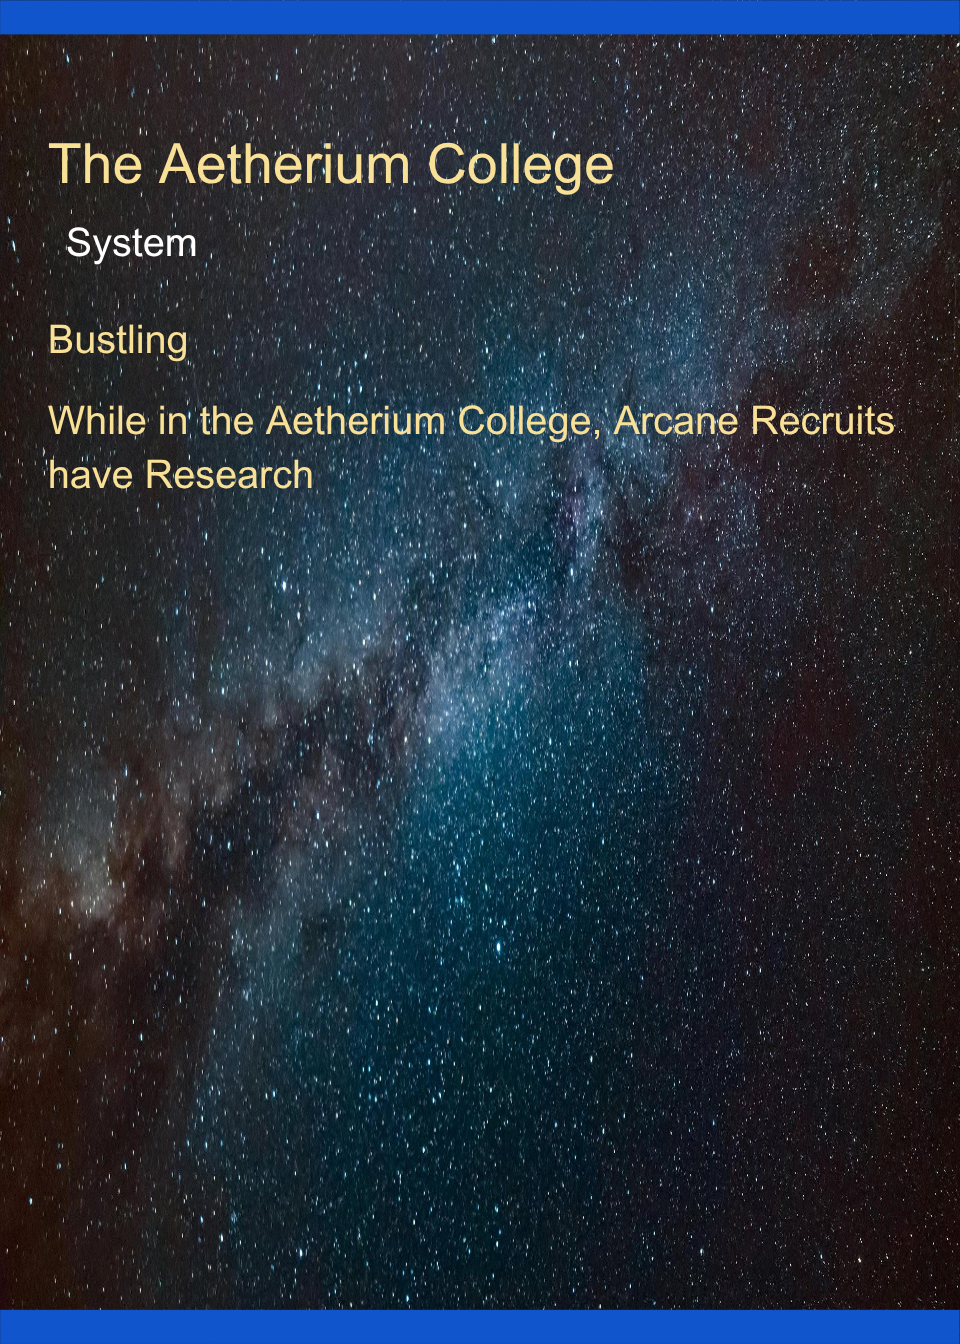 The Aetherium College
System
Bustling
While in the Aetherium College, Arcane Recruits
have Research